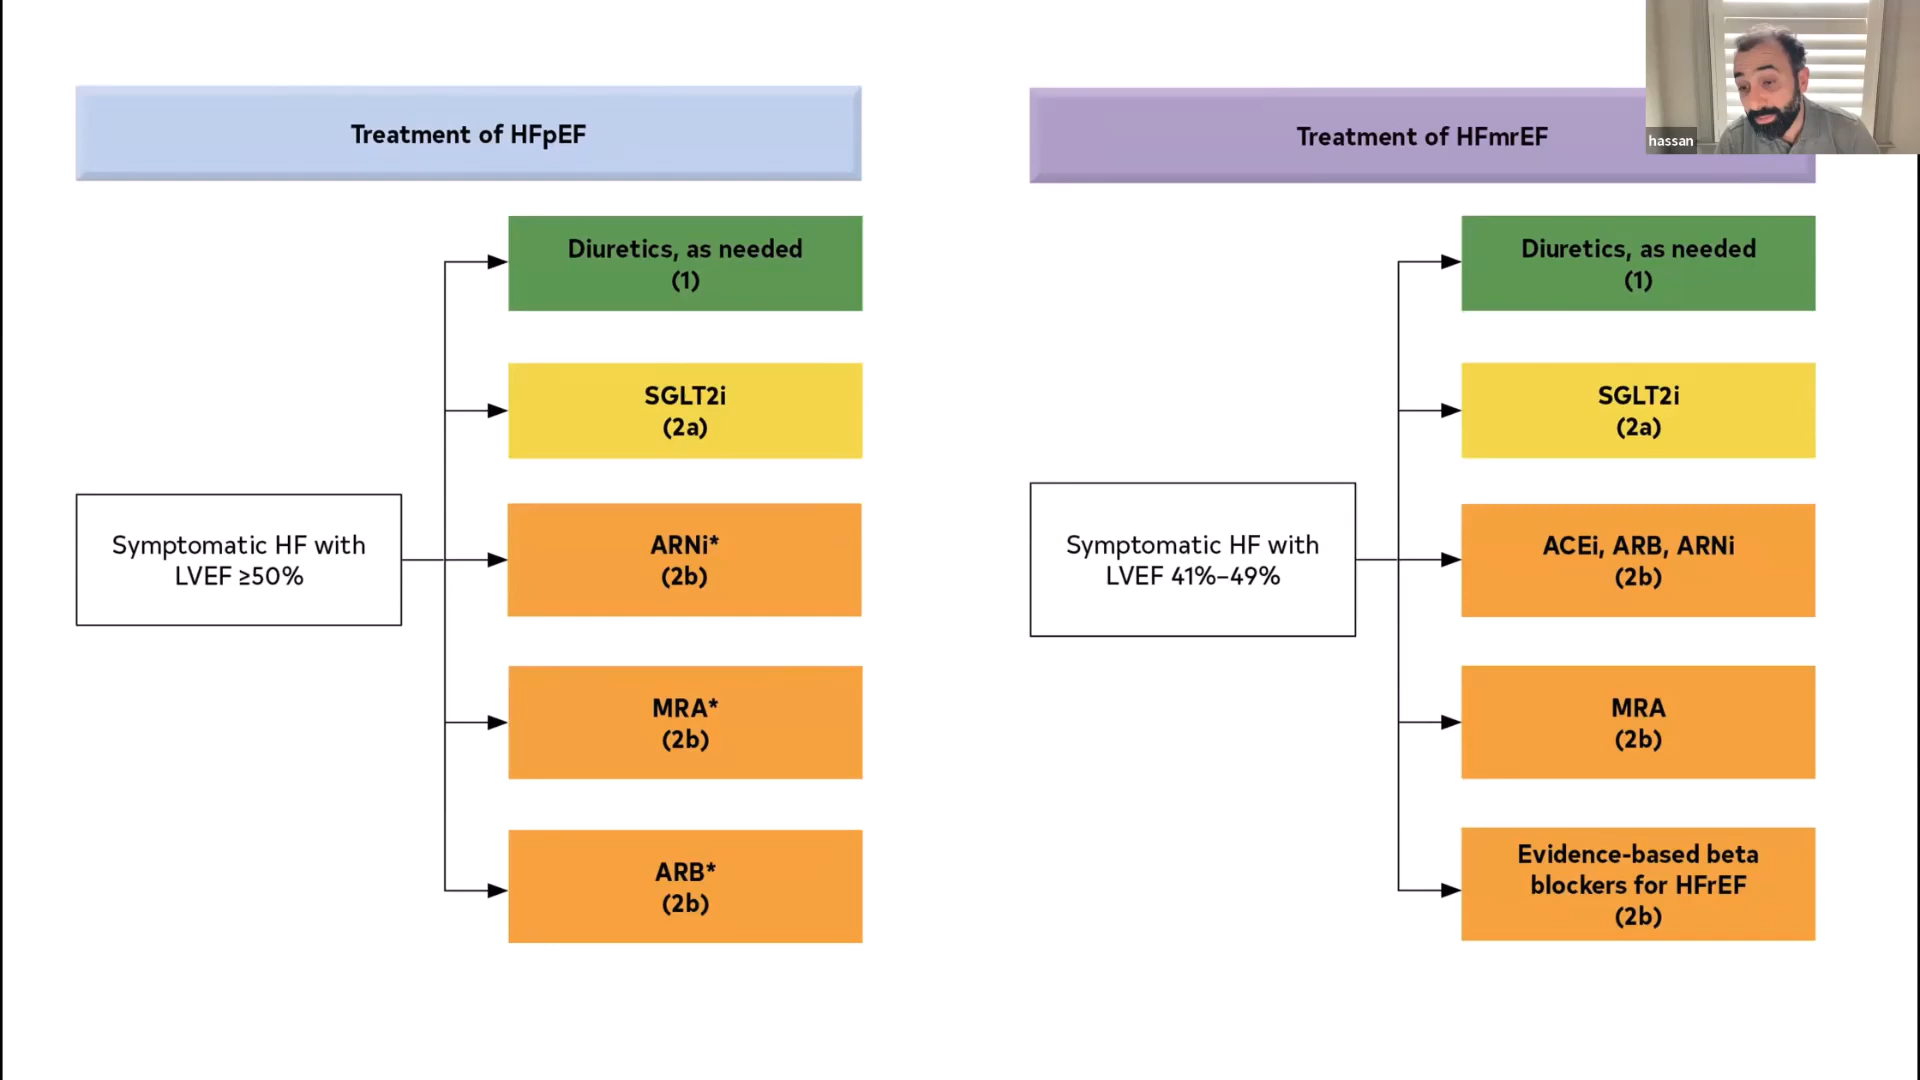 Treatment of HFpEF
Symptomatic HF with
LVEF ≥50%
Diuretics, as needed
(1)
SGLT2i
(2a)
ARNi*
(2b)
MRA*
(2b)
ARB*
(2b)
Treatment of HFmrEF
Symptomatic HF with
LVEF 41%–49%
Diuretics, as needed
(1)
SGLT2i
(2a)
ACEi, ARB, ARNi
(2b)
MRA
(2b)
Evidence-based beta
blockers for HFrEF
(2b)
hassan